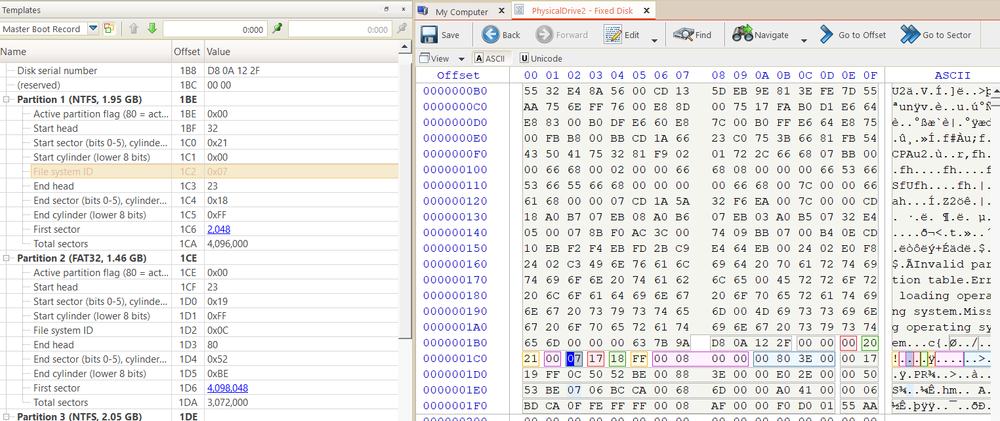 Templates
Master Boot Record 0:000 0:000
Name Offset Value
Disk serial number 1B8 D8 0A 12 2F
(reserved) 1BC 00 00
Partition 1 (NTFS, 1.95 GB) 1BE
Active partition flag (80 = act... 1BE 0x00
Start head 1BF 32
Start sector (bits 0-5), cylinde... 1C0 0x21
Start cylinder (lower 8 bits) 1C1 0x00
File system ID 1C2 0x07
End head 1C3 23
End sector (bits 0-5), cylinder... 1C4 0x18
End cylinder (lower 8 bits) 1C5 0xFF
First sector 1C6 2,048
Total sectors 1CA 4,096,000
Partition 2 (FAT32, 1.46 GB) 1CE
Active partition flag (80 = act... 1CE 0x00
Start head 1CF 23
Start sector (bits 0-5), cylinde... 1D0 0x19
Start cylinder (lower 8 bits) 1D1 0xFF
File system ID 1D2 0x0C
End head 1D3 80
End sector (bits 0-5), cylinder... 1D4 0x52
End cylinder (lower 8 bits) 1D5 0xBE
First sector 1D6 4,098,048
Total sectors 1DA 3,072,000
Partition 3 (NTFS, 2.05 GB) 1DE
My Computer PhysicalDrive2 - Fixed Disk
Save Back Forward Edit Find Navigate Go to Offset Go to Sector
View A ASCII U Unicode
Offset 00 01 02 03 04 05 06 07 08 09 0A 0B 0C 0D 0E 0F ASCII
00000000B0 55 32 E4 8A 56 00 CD 13 5D EB 9E 81 3E FE 7D 55 U2ä.V.Í.]ë..>þ
00000000C0 AA 75 6E FF 76 00 E8 8D 00 75 17 FA B0 D1 E6 64 ªunÿv.è..u.ú°Ñ
00000000D0 E8 83 00 B0 DF E6 60 E8 7C 00 B0 FF E6 64 E8 75 è..°ßæ`è|.°ÿæd
00000000E0 00 FB B8 00 BB CD 1A 66 23 C0 75 3B 66 81 FB 54 .û¸.»Í.f#Àu;f.
00000000F0 43 50 41 75 32 81 F9 02 01 72 2C 66 68 07 BB 00 CPAu2.ù..r,fh.
0000000100 00 66 68 00 02 00 00 66 68 08 00 00 00 66 53 66 .fh....fh....f
0000000110 53 66 55 66 68 00 00 00 00 66 68 00 7C 00 00 66 SfUfh....fh.|.
0000000120 61 68 00 00 07 CD 1A 5A 32 F6 EA 00 7C 00 00 CD ah...Í.Z2öê.|.
0000000130 18 A0 B7 07 EB 08 A0 B6 07 EB 03 A0 B5 07 32 E4 . ·.ë. ¶.ë. µ.
0000000140 05 00 07 8B F0 AC 3C 00 74 09 BB 07 00 B4 0E CD ....ð¬<.t.»..´
0000000150 10 EB F2 F4 EB FD 2B C9 E4 64 EB 00 24 02 E0 F8 .ëòôëý+Éädë.$.
0000000160 24 02 C3 49 6E 76 61 6C 69 64 20 70 61 72 74 69 $.ÃInvalid par
0000000170 74 69 6F 6E 20 74 61 62 6C 65 00 45 72 72 6F 72 tion table.Err
0000000180 20 6C 6F 61 64 69 6E 67 20 6F 70 65 72 61 74 69 loading opera
0000000190 6E 67 20 73 79 73 74 65 6D 00 4D 69 73 73 69 6E ng system.Miss
00000001A0 67 20 6F 70 65 72 61 74 69 6E 67 20 73 79 73 74 g operating sy
00000001B0 65 6D 00 00 00 63 7B 9A D8 0A 12 2F 00 00 00 20 em...c{.Ø../..
00000001C0 21 00 07 17 18 FF 00 08 00 00 00 80 3E 00 00 17 !....ÿ......>.
00000001D0 19 FF 0C 50 52 BE 00 88 3E 00 00 E0 2E 00 00 50 .ÿ.PR¾..>..à..
00000001E0 53 BE 07 06 BC CA 00 68 6D 00 00 A0 41 00 00 06 S¾..¼Ê.hm.. A.
00000001F0 BD CA 0F FE FF FF 00 08 AF 00 00 F0 D0 01 55 AA ½Ê.þÿÿ..¯..ðÐ.